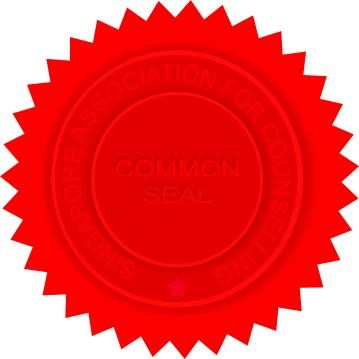 SINGAPORE ASSOCIATION FOR COUNSELLING
COMMON
SEAL